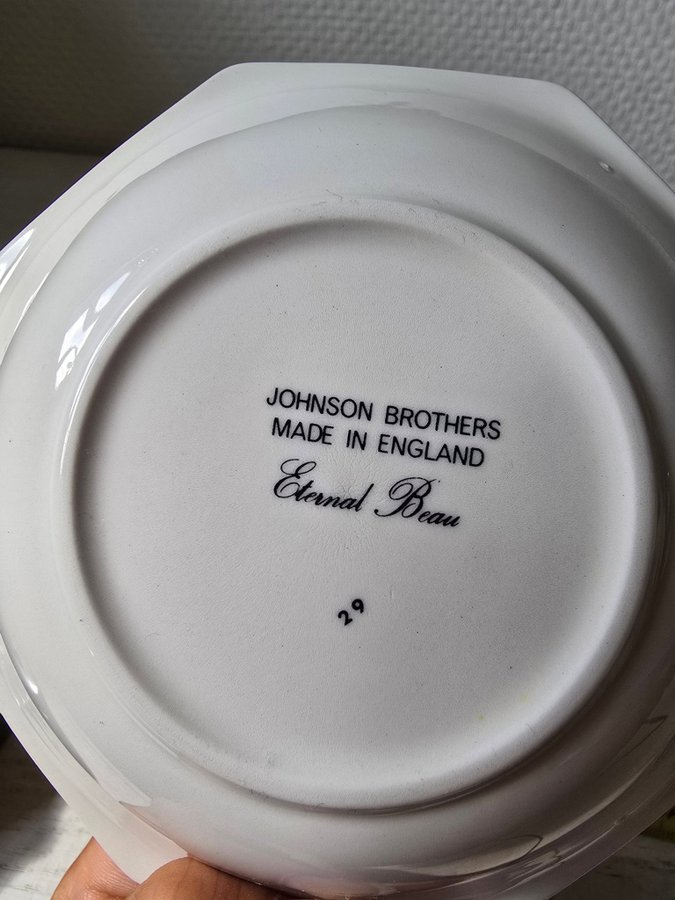 JOHNSON BROTHERS
MADE IN ENGLAND
Eternal Beau
29